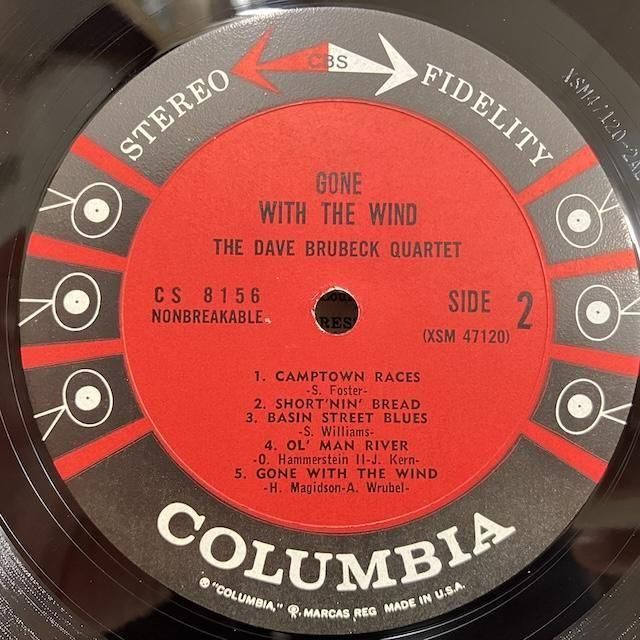 CBS
STEREO FIDELITY
GONE
WITH THE WIND
THE DAVE BRUBECK QUARTET
CS 8156
NONBREAKABLE
SIDE 2
(XSM 47120)
1. CAMPTOWN RACES
-S. Foster-
2. SHORT'NIN' BREAD
3. BASIN STREET BLUES
-S. Williams-
4. OL' MAN RIVER
-O. Hammerstein II-J. Kern-
5. GONE WITH THE WIND
-H. Magidson-A. Wrubel-
COLUMBIA
® "COLUMBIA," ®, MARCAS REG MADE IN U.S.A.